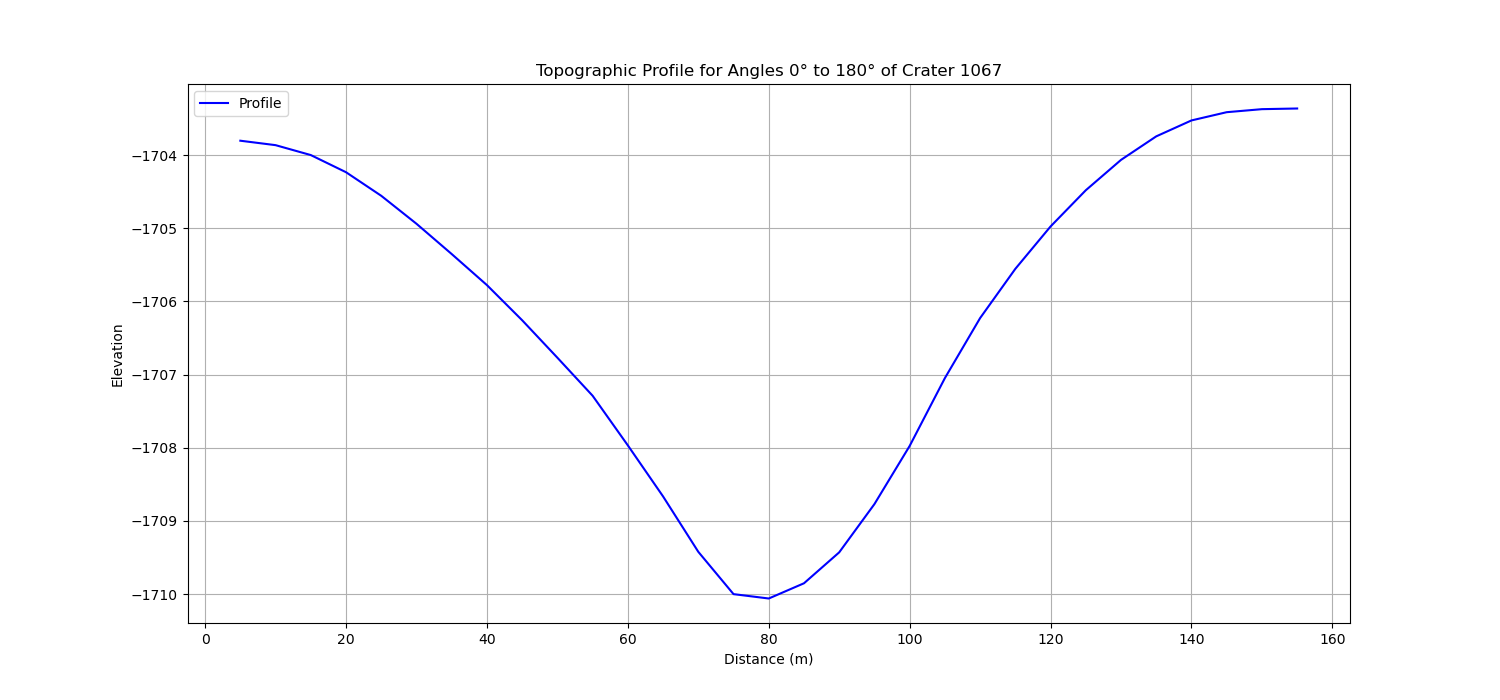 Topographic Profile for Angles 0° to 180° of Crater 1067
Profile
−1704
−1705
−1706
−1707
−1708
−1709
−1710
Elevation
0 20 40 60 80 100 120 140 160
Distance (m)